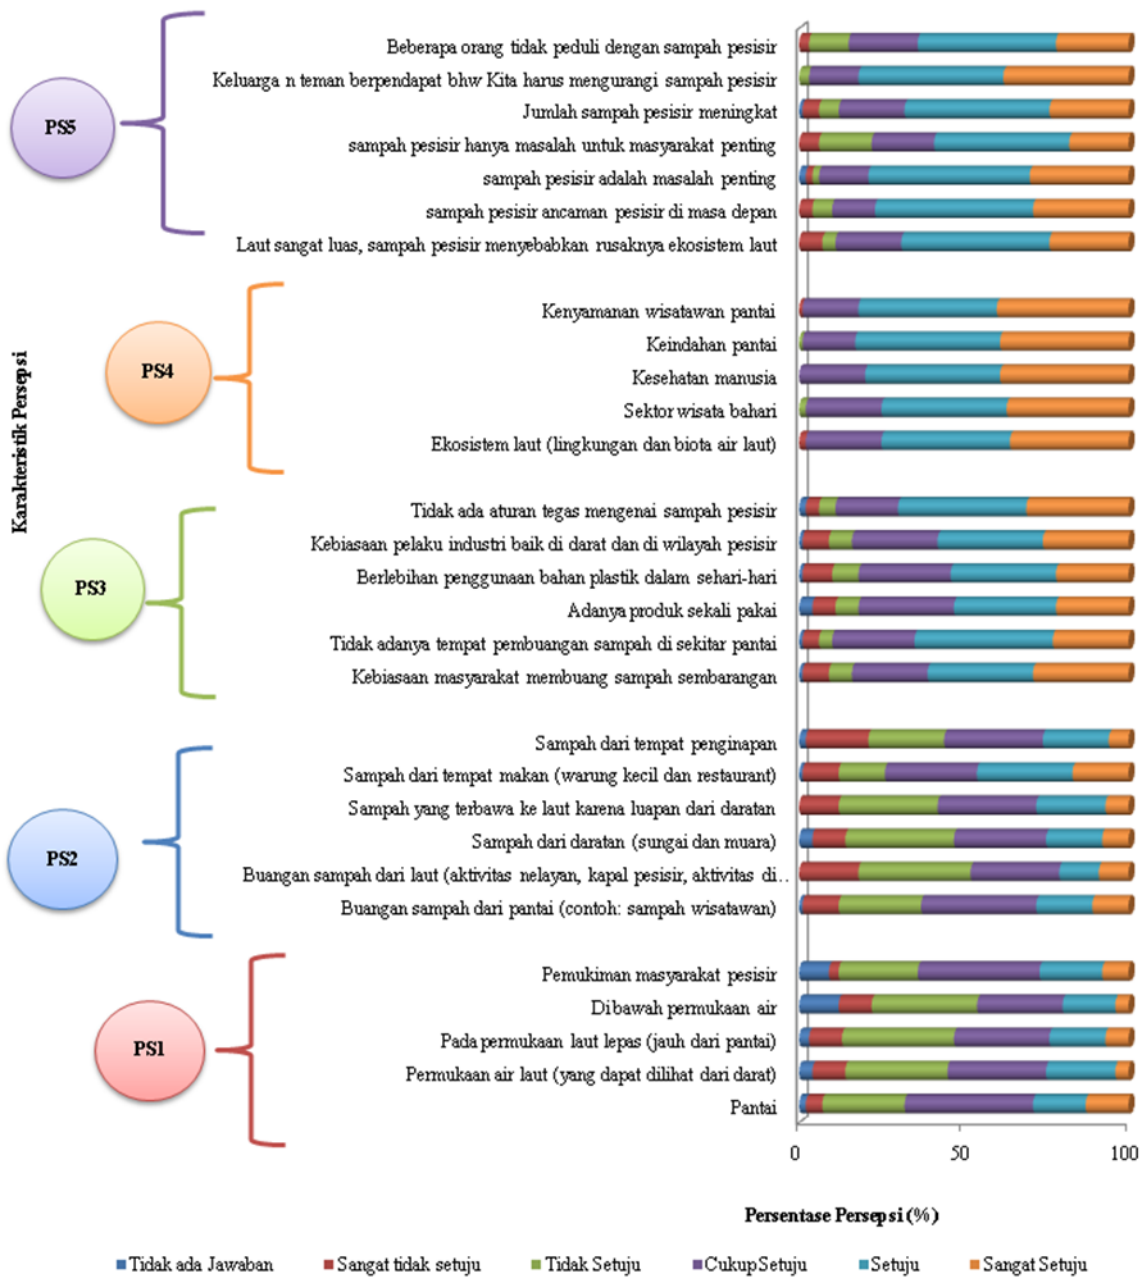 PS5
Beberapa orang tidak peduli dengan sampah pesisir
Keluarga n teman berpendapat bhw Kita harus mengurangi sampah pesisir
Jumlah sampah pesisir meningkat
sampah pesisir hanya masalah untuk masyarakat penting
sampah pesisir adalah masalah penting
sampah pesisir ancaman pesisir di masa depan
Laut sangat luas, sampah pesisir menyebabkan rusaknya ekosistem laut
PS4
Kenyamanan wisatawan pantai
Keindahan pantai
Kesehatan manusia
Sektor wisata bahari
Ekosistem laut (lingkungan dan biota air laut)
Karakteristik Persepsi
PS3
Tidak ada aturan tegas mengenai sampah pesisir
Kebiasaan pelaku industri baik di darat dan di wilayah pesisir
Berlebihan penggunaan bahan plastik dalam sehari-hari
Adanya produk sekali pakai
Tidak adanya tempat pembuangan sampah di sekitar pantai
Kebiasaan masyarakat membuang sampah sembarangan
PS2
Sampah dari tempat penginapan
Sampah dari tempat makan (warung kecil dan restaurant)
Sampah yang terbawa ke laut karena luapan dari daratan
Sampah dari daratan (sungai dan muara)
Buangan sampah dari laut (aktivitas nelayan, kapal pesisir, aktivitas di..
Buangan sampah dari pantai (contoh: sampah wisatawan)
PS1
Pemukiman masyarakat pesisir
Dibawah permukaan air
Pada permukaan laut lepas (jauh dari pantai)
Permukaan air laut (yang dapat dilihat dari darat)
Pantai
0 50 100
Persentase Persepsi (%)
Tidak ada Jawaban Sangat tidak setuju Tidak Setuju Cukup Setuju Setuju Sangat Setuju